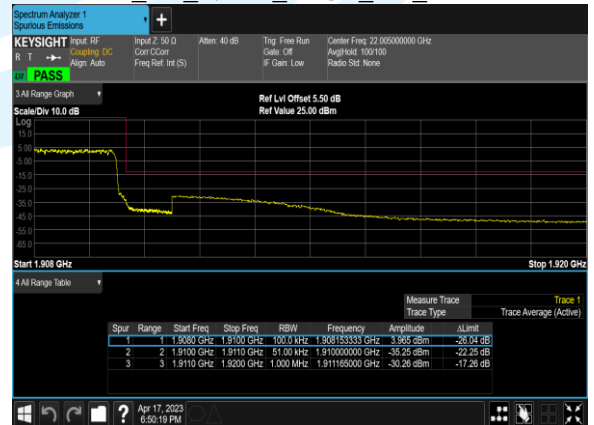 Spectrum Analyzer 1
Spurious Emissions
+
KEYSIGHT Input: RF Input Z: 50 Ω Atten: 40 dB Trig: Free Run Center Freq: 22.005000000 GHz
R T Coupling: DC Corr CCorr Gate: Off Avg|Hold: 100/100
Align: Auto Freq Ref: Int (S) IF Gain: Low Radio Std: None
LV PASS
3 All Range Graph
Ref Lvl Offset 5.50 dB
Scale/Div 10.0 dB Ref Value 25.00 dBm
Log
15.0
5.00
-5.00
-15.0
-25.0
-35.0
-45.0
-55.0
-65.0
Start 1.908 GHz Stop 1.920 GHz
4 All Range Table
Measure Trace Trace 1
Trace Type Trace Average (Active)
Spur Range Start Freq Stop Freq RBW Frequency Amplitude ΔLimit
1 1 1.9080 GHz 1.9100 GHz 100.0 kHz 1.908153333 GHz 3.965 dBm -26.04 dB
2 2 1.9100 GHz 1.9110 GHz 51.00 kHz 1.910000000 GHz -35.25 dBm -22.25 dB
3 3 1.9110 GHz 1.9200 GHz 1.000 MHz 1.911165000 GHz -30.26 dBm -17.26 dB
? Apr 17, 2023
6:50:19 PM